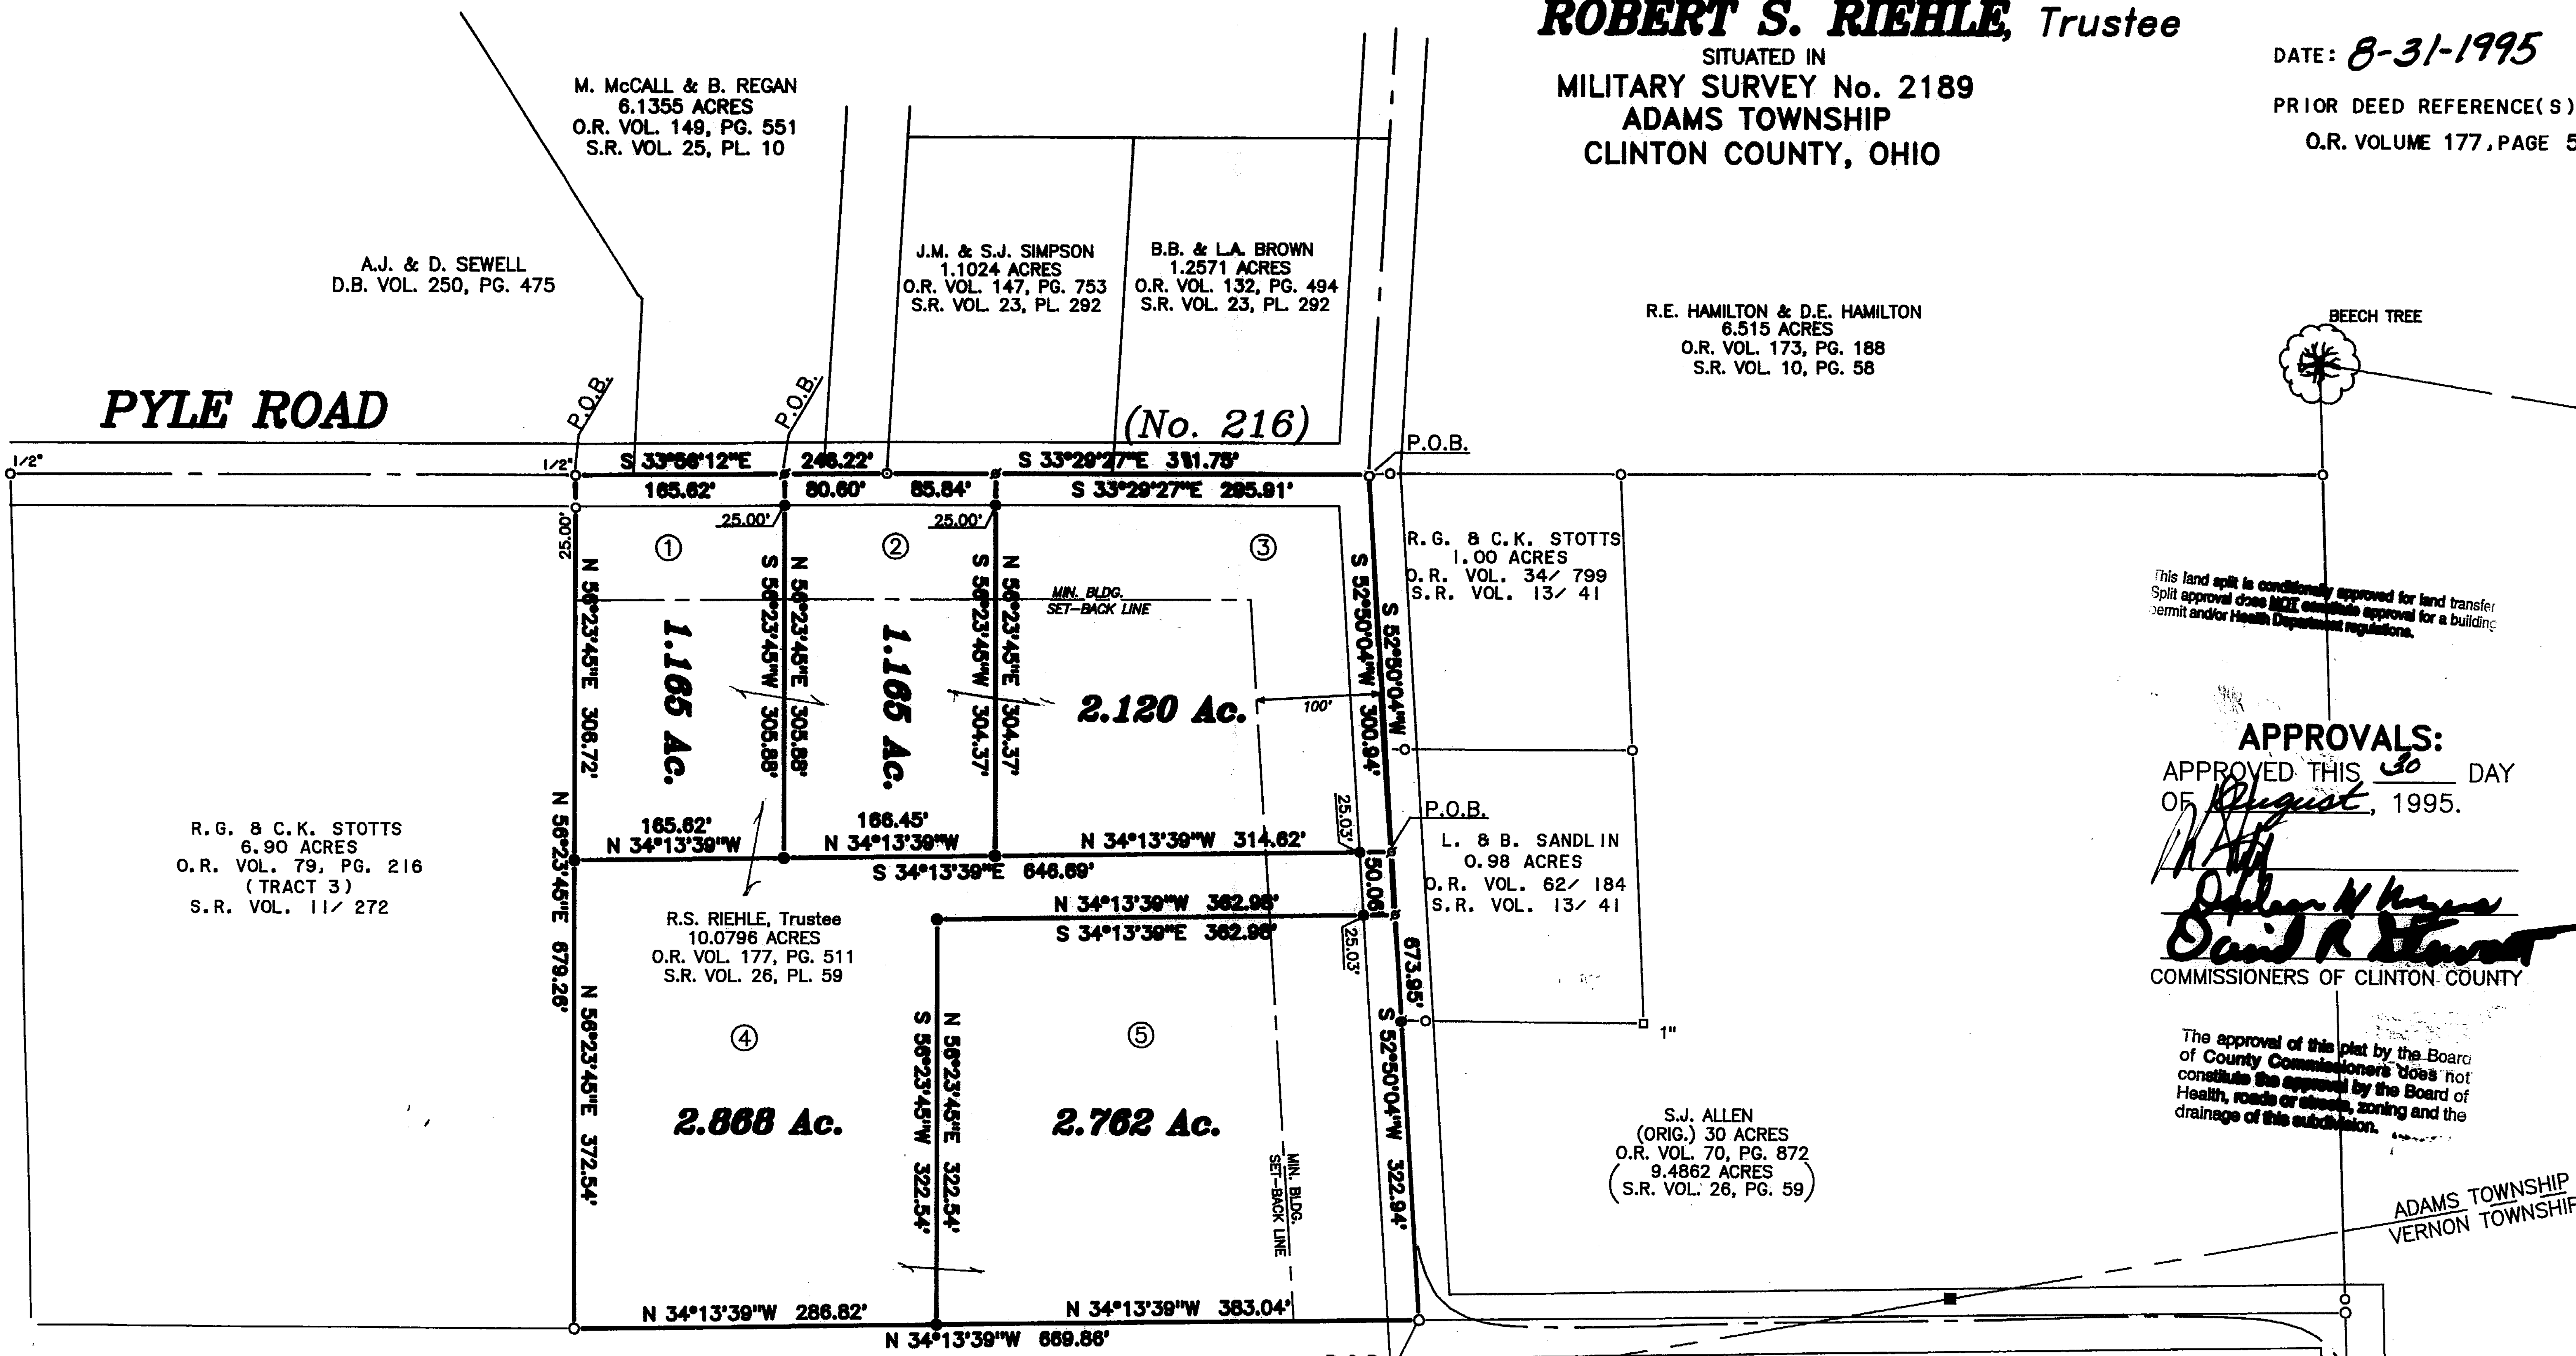 ROBERT S. RIEHLE, Trustee
SITUATED IN
MILITARY SURVEY No. 2189
ADAMS TOWNSHIP
CLINTON COUNTY, OHIO
DATE: 8-31-1995
PRIOR DEED REFERENCE(S)
O.R. VOLUME 177, PAGE 5
M. McCALL & B. REGAN
6.1355 ACRES
O.R. VOL. 149, PG. 551
S.R. VOL. 25, PL. 10
A.J. & D. SEWELL
D.B. VOL. 250, PG. 475
J.M. & S.J. SIMPSON
1.1024 ACRES
O.R. VOL. 147, PG. 753
S.R. VOL. 23, PL. 292
B.B. & L.A. BROWN
1.2571 ACRES
O.R. VOL. 132, PG. 494
S.R. VOL. 23, PL. 292
R.E. HAMILTON & D.E. HAMILTON
6.515 ACRES
O.R. VOL. 173, PG. 188
S.R. VOL. 10, PG. 58
BEECH TREE
PYLE ROAD
(No. 216)
P.O.B.
P.O.B.
P.O.B.
1/2"
1/2"
S 33°56'12"E 246.22'
S 33°29'27"E 381.75'
165.62'
80.60'
85.84'
S 33°29'27"E 295.91'
25.00'
25.00'
25.00'
①
②
③
MIN. BLDG.
SET-BACK LINE
N 56°23'45"E 306.72'
1.165 Ac.
S 56°23'45"W 305.88'
N 56°23'45"E 305.88'
1.165 Ac.
S 56°23'45"W 304.37'
N 56°23'45"E 304.37'
2.120 Ac.
100'
S 52°50'04"W 300.94'
S 52°50'04"W
673.95'
R.G. & C.K. STOTTS
1.00 ACRES
O.R. VOL. 34/ 799
S.R. VOL. 13/ 41
This land split is conditionally approved for land transfer
Split approval does NOT constitute approval for a building
permit and/or Health Department regulations.
APPROVALS:
APPROVED THIS 30 DAY
OF August, 1995.
David R Stewart
COMMISSIONERS OF CLINTON COUNTY
165.62'
N 34°13'39"W
166.45'
N 34°13'39"W
N 34°13'39"W 314.62'
25.03'
P.O.B.
S 34°13'39"E 646.69'
50.06'
L. & B. SANDLIN
0.98 ACRES
O.R. VOL. 62/ 184
S.R. VOL. 13/ 41
R.G. & C.K. STOTTS
6.90 ACRES
O.R. VOL. 79, PG. 216
(TRACT 3)
S.R. VOL. 11/ 272
N 56°23'45"E 679.26'
R.S. RIEHLE, Trustee
10.0796 ACRES
O.R. VOL. 177, PG. 511
S.R. VOL. 26, PL. 59
N 34°13'39"W 362.98'
S 34°13'39"E 362.98'
25.03'
N 56°23'45"E 372.54'
④
2.868 Ac.
S 56°23'45"W 322.54'
N 56°23'45"E 322.54'
⑤
2.762 Ac.
MIN. BLDG.
SET-BACK LINE
S 52°50'04"W 322.94'
1"
S.J. ALLEN
(ORIG.) 30 ACRES
O.R. VOL. 70, PG. 872
(9.4862 ACRES
S.R. VOL. 26, PG. 59)
The approval of this plat by the Board
of County Commissioners does not
constitute the approval by the Board of
Health, roads or streets, zoning and the
drainage of this subdivision.
ADAMS TOWNSHIP
VERNON TOWNSHIP
N 34°13'39"W 286.82'
N 34°13'39"W 383.04'
N 34°13'39"W 669.86'